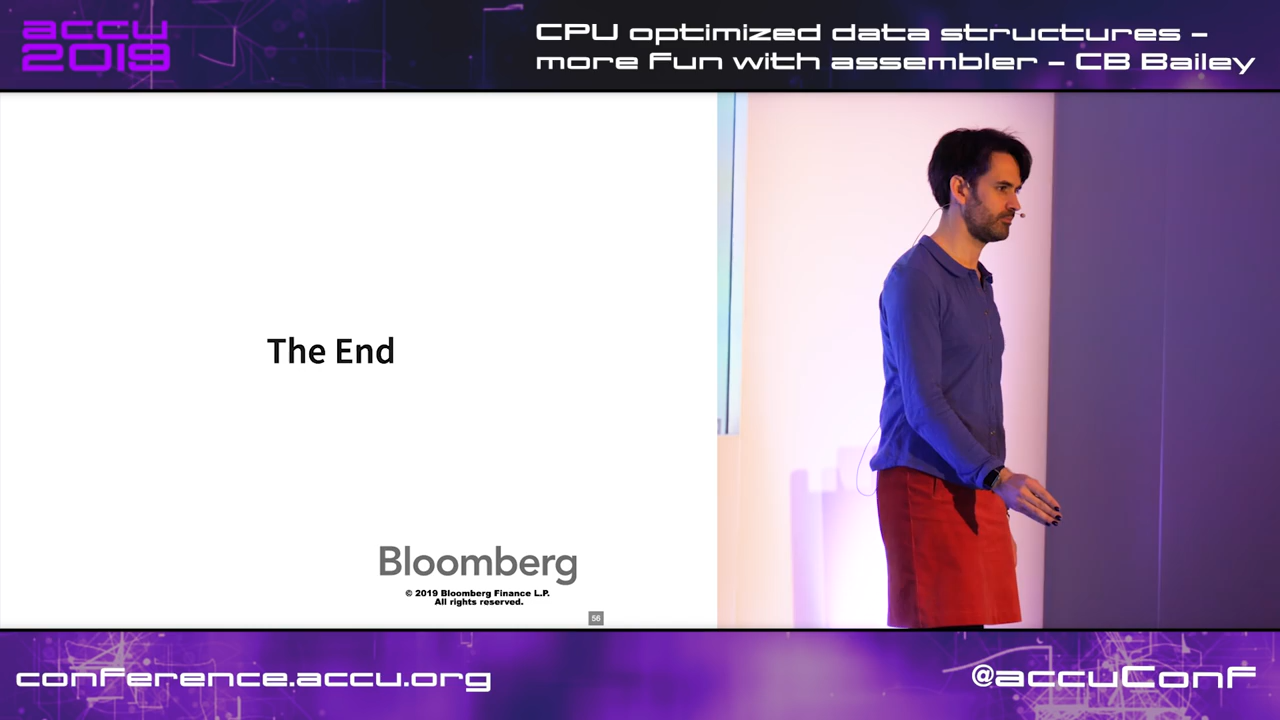 accu
2019
CPU optimized data structures –
more Fun with assembler – CB Bailey
The End
Bloomberg
© 2019 Bloomberg Finance L.P.
All rights reserved.
56
conference.accu.org
@accuConf